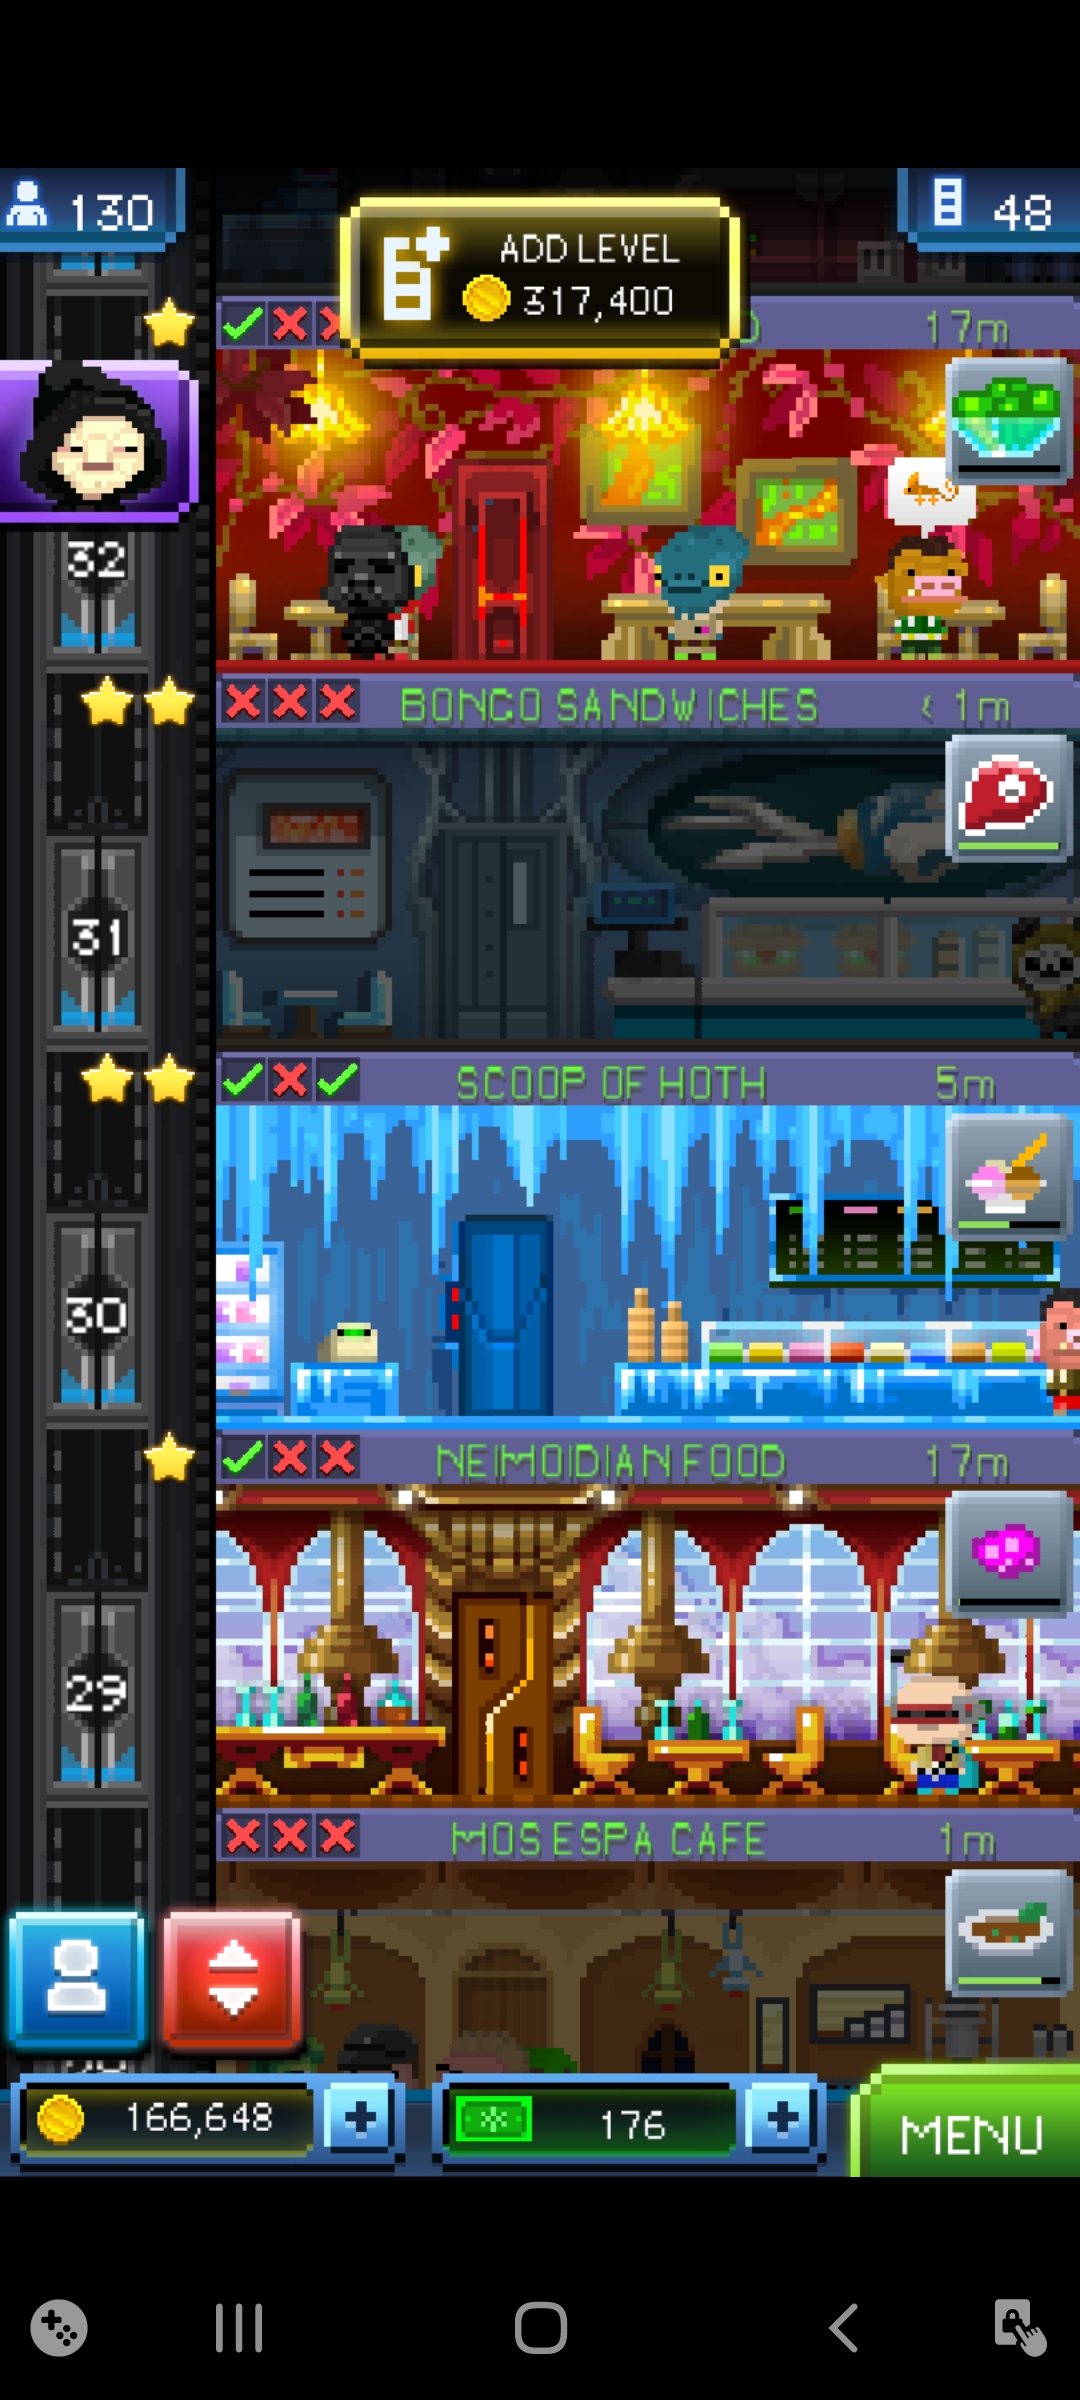 130
48
ADD LEVEL
317,400
17m
32
BONGO SANDWICHES
< 1m
31
SCOOP OF HOTH
5m
30
NEIMOIDIAN FOOD
17m
29
MOS ESPA CAFE
1m
166,648
176
MENU